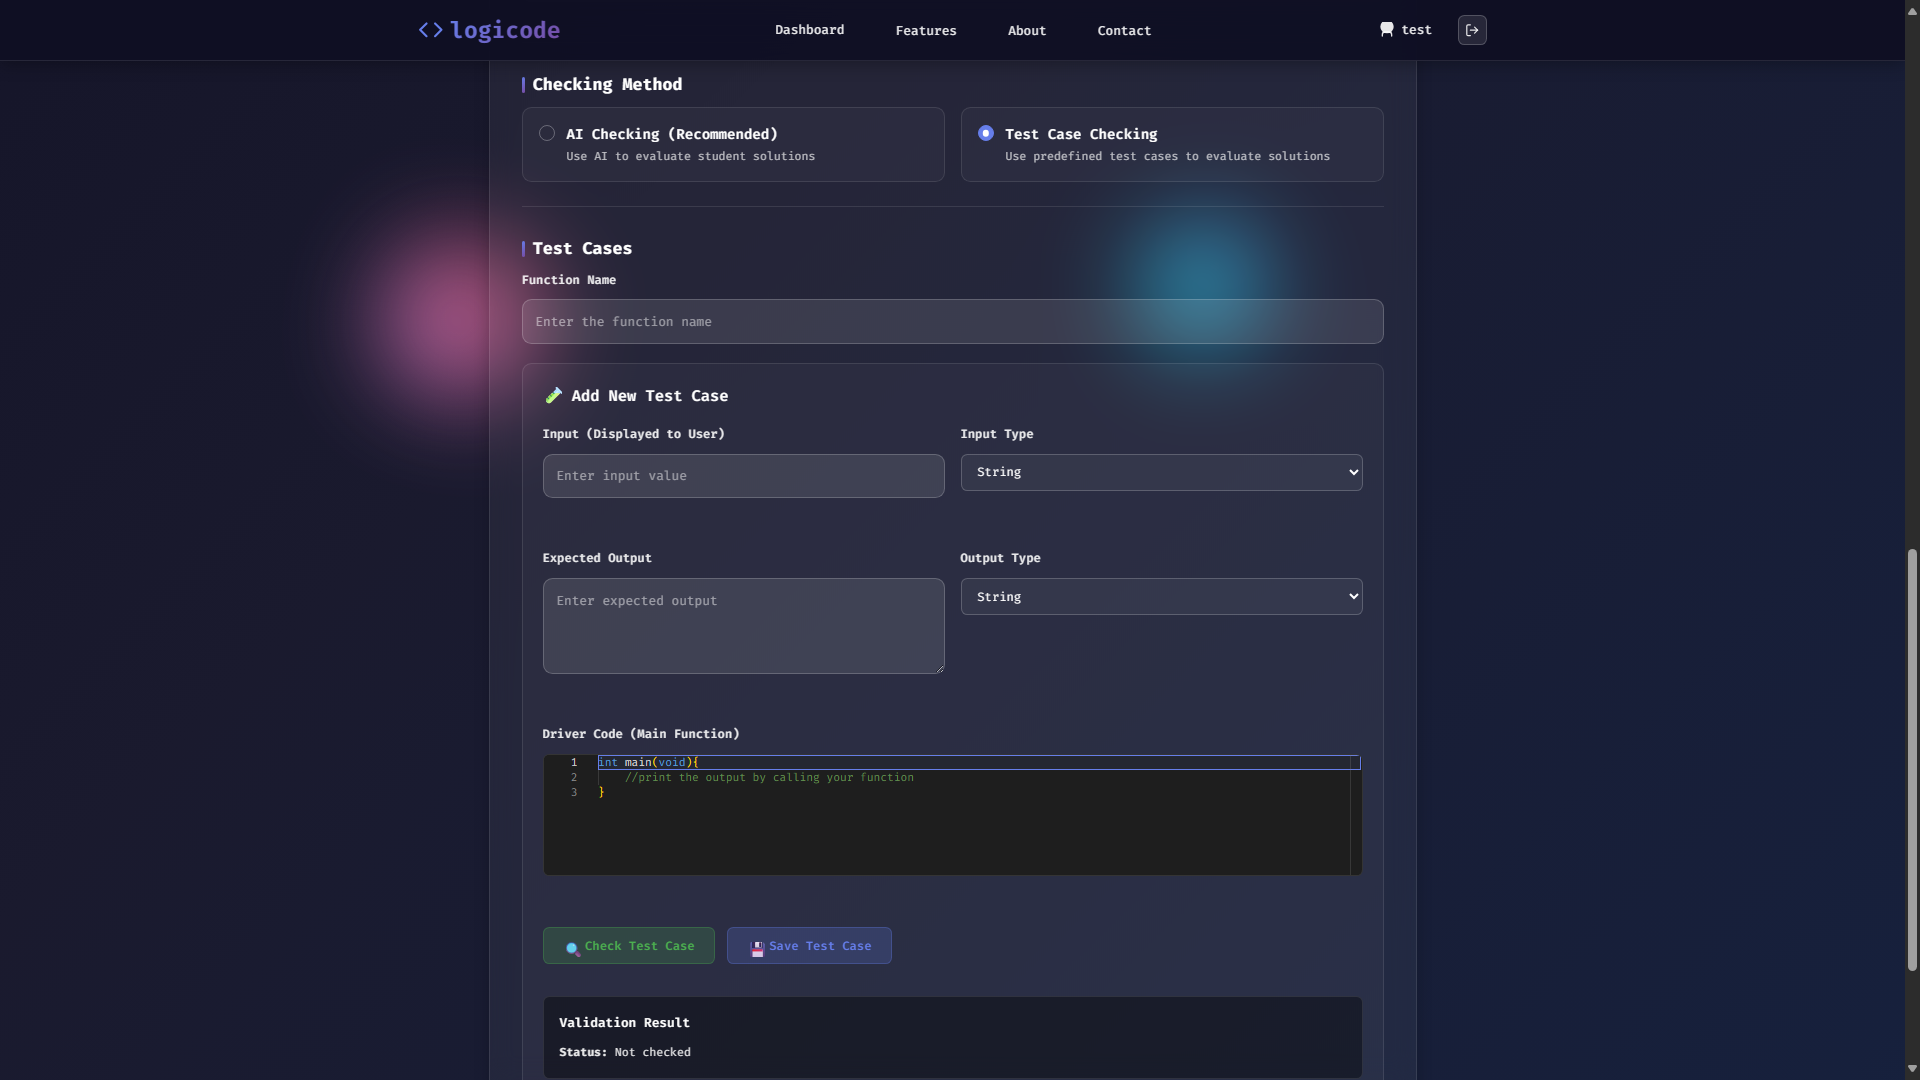 <> logicode
Dashboard Features About Contact
test
Checking Method
AI Checking (Recommended)
Use AI to evaluate student solutions
Test Case Checking
Use predefined test cases to evaluate solutions
Test Cases
Function Name
Enter the function name
Add New Test Case
Input (Displayed to User)
Enter input value
Input Type
String
Expected Output
Enter expected output
Output Type
String
Driver Code (Main Function)
1 int main(void){
2 //print the output by calling your function
3 }
Check Test Case
Save Test Case
Validation Result
Status: Not checked